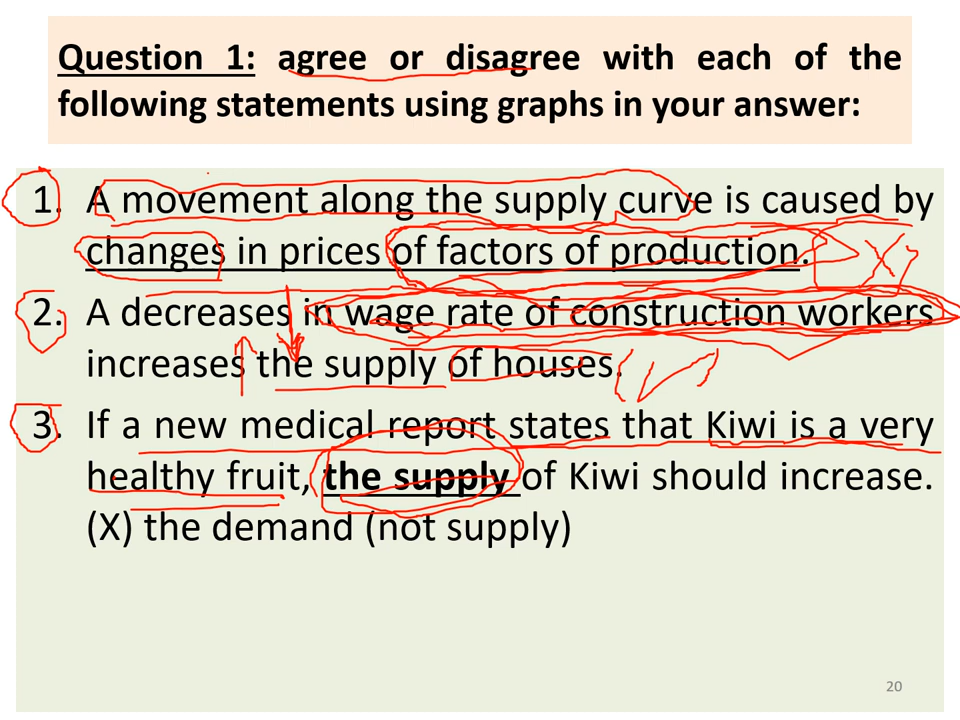 Question 1: agree or disagree with each of the
following statements using graphs in your answer:
1. A movement along the supply curve is caused by
changes in prices of factors of production.
2. A decreases in wage rate of construction workers
increases the supply of houses.
3. If a new medical report states that Kiwi is a very
healthy fruit, the supply of Kiwi should increase.
(X) the demand (not supply)
20